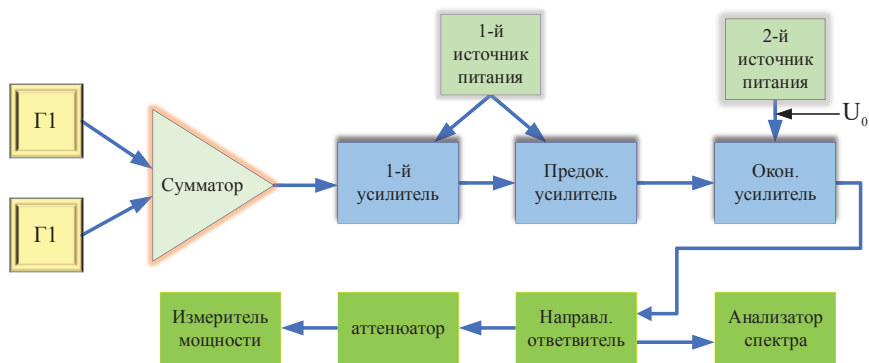 1-й
источник
питания
2-й
источник
питания
U₀
Г1
Г1
Сумматор
1-й
усилитель
Предок.
усилитель
Окон.
усилитель
Измеритель
мощности
аттенюатор
Направл.
ответвитель
Анализатор
спектра